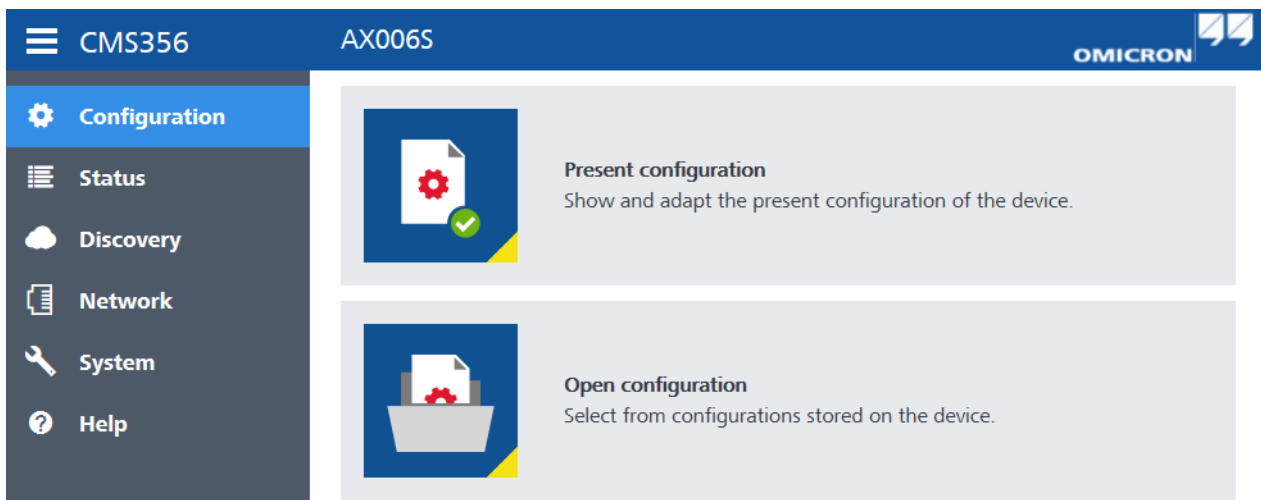 CMS356
AX006S
OMICRON
Configuration
Status
Discovery
Network
System
Help
Present configuration
Show and adapt the present configuration of the device.
Open configuration
Select from configurations stored on the device.